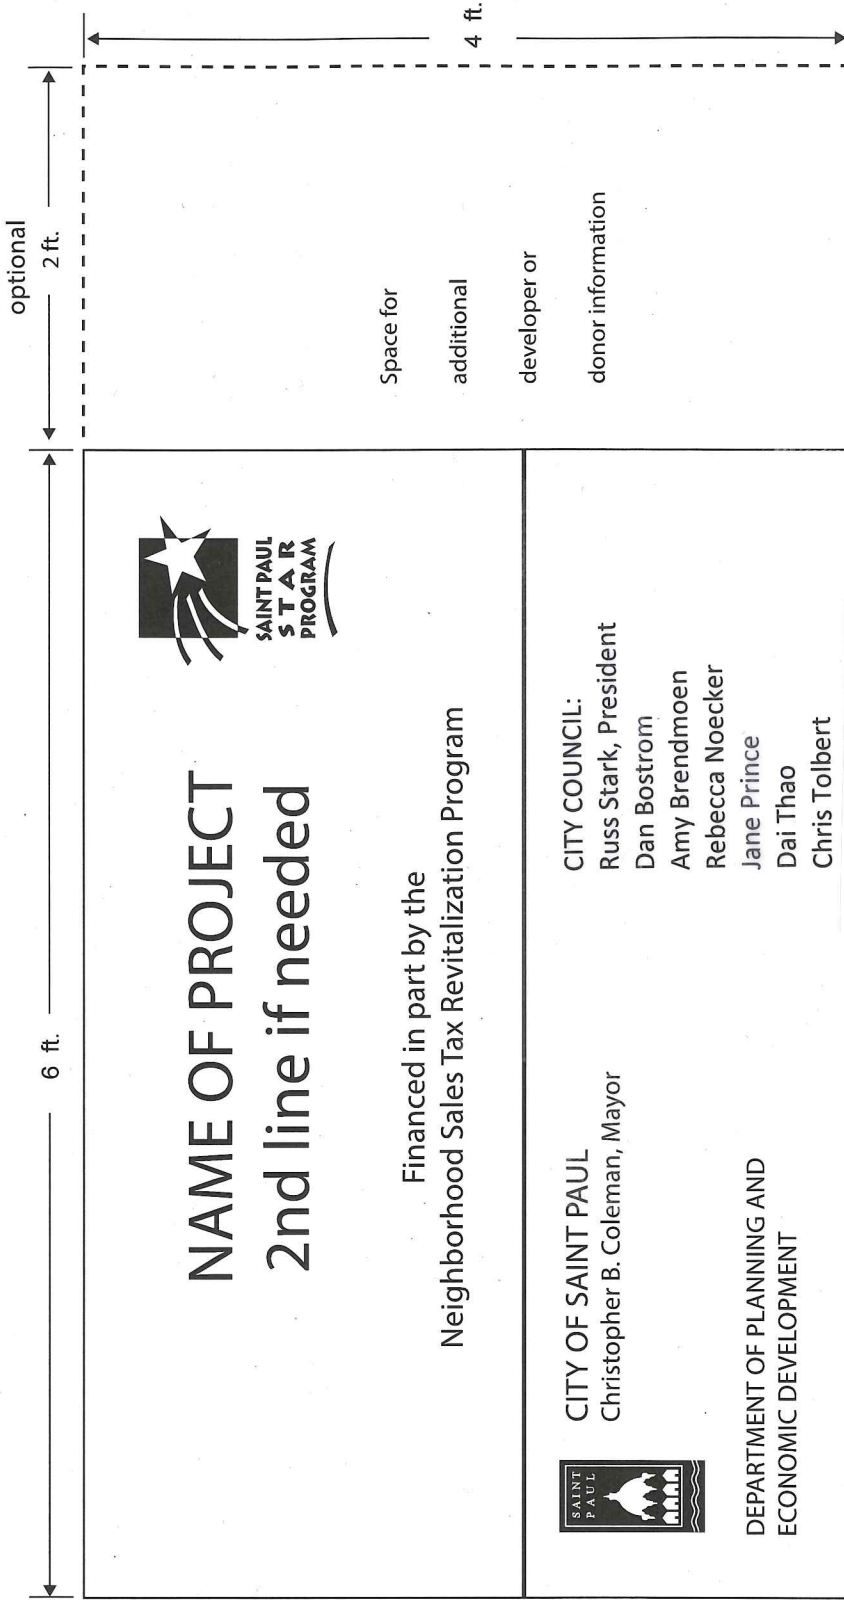 optional
6 ft.
2 ft.
4 ft.
NAME OF PROJECT
2nd line if needed
SAINT PAUL
STAR
PROGRAM
Financed in part by the
Neighborhood Sales Tax Revitalization Program
Space for
additional
developer or
donor information
SAINT
PAUL
CITY OF SAINT PAUL
Christopher B. Coleman, Mayor
DEPARTMENT OF PLANNING AND
ECONOMIC DEVELOPMENT
CITY COUNCIL:
Russ Stark, President
Dan Bostrom
Amy Brendmoen
Rebecca Noecker
Jane Prince
Dai Thao
Chris Tolbert